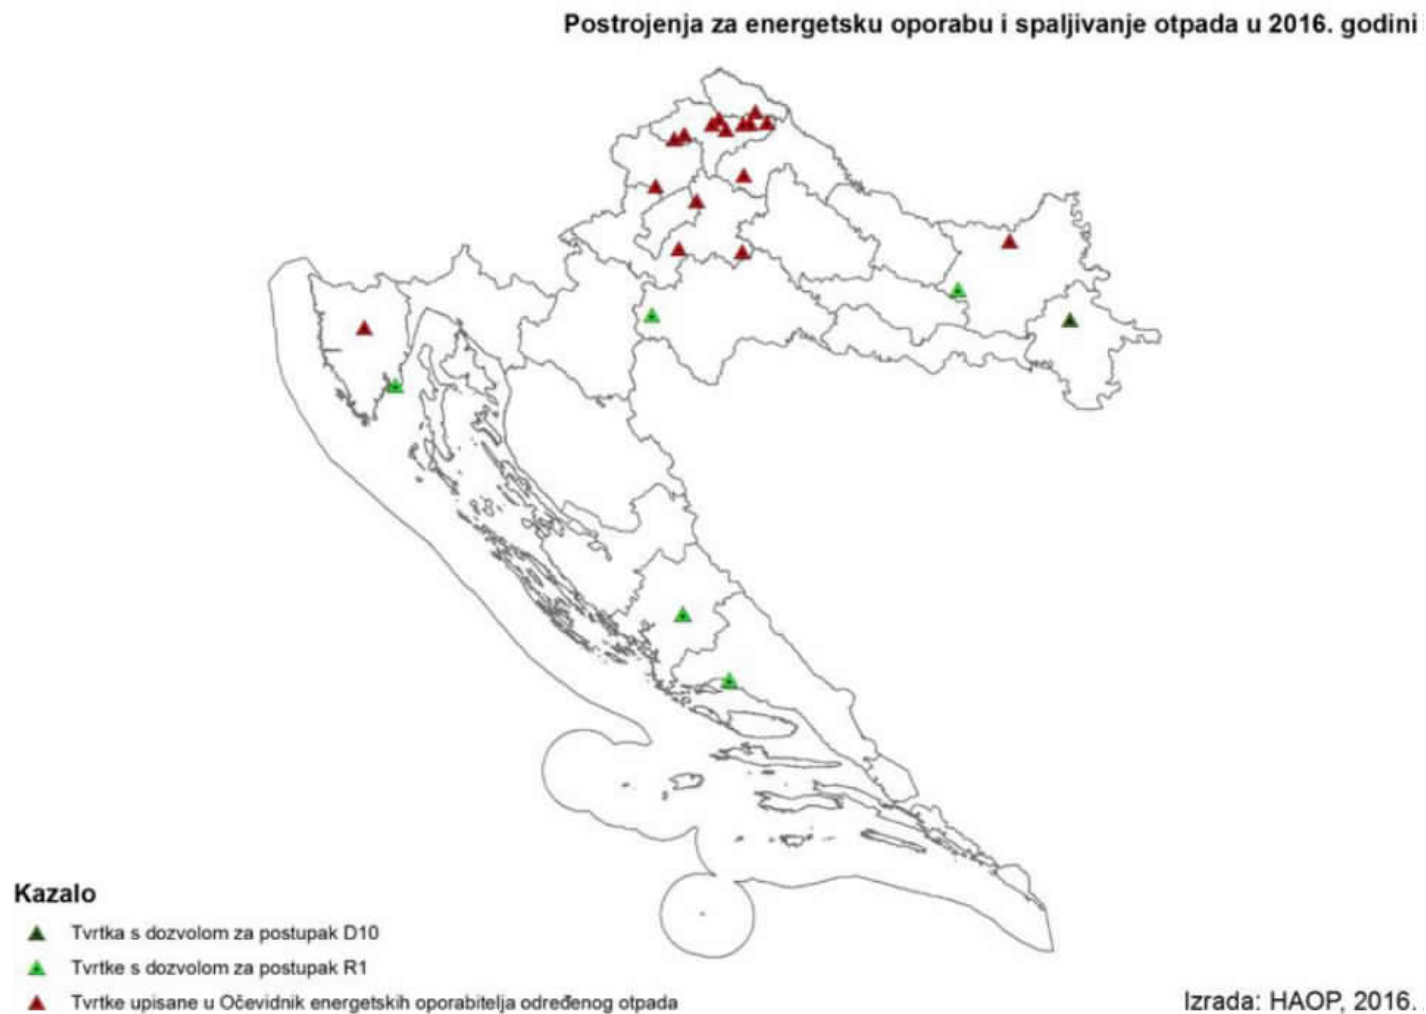 Postrojenja za energetsku oporabu i spaljivanje otpada u 2016. godini
Kazalo
Tvrtka s dozvolom za postupak D10
Tvrtke s dozvolom za postupak R1
Tvrtke upisane u Očevidnik energetskih oporabitelja određenog otpada
Izrada: HAOP, 2016.